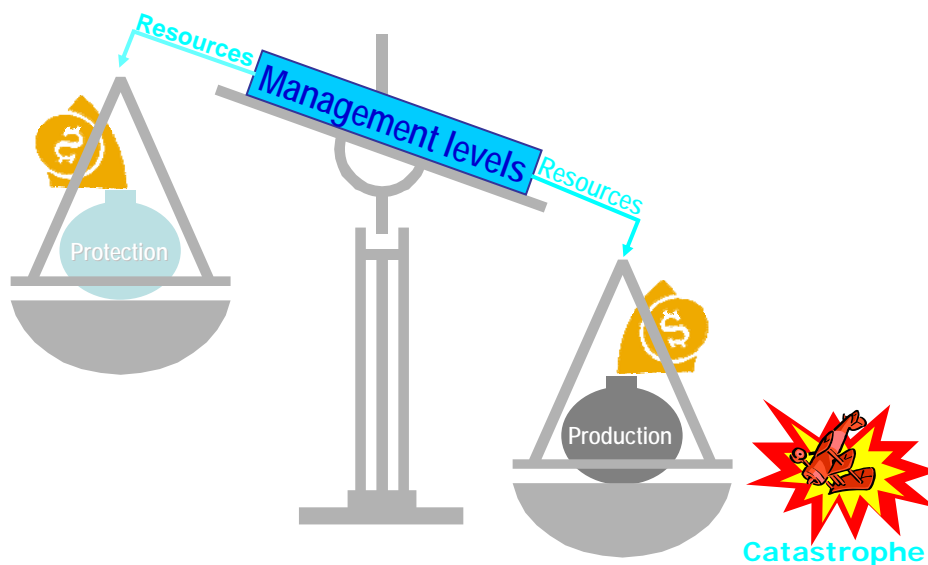 Resources
Management levels
Resources
$
Protection
$
Production
Catastrophe